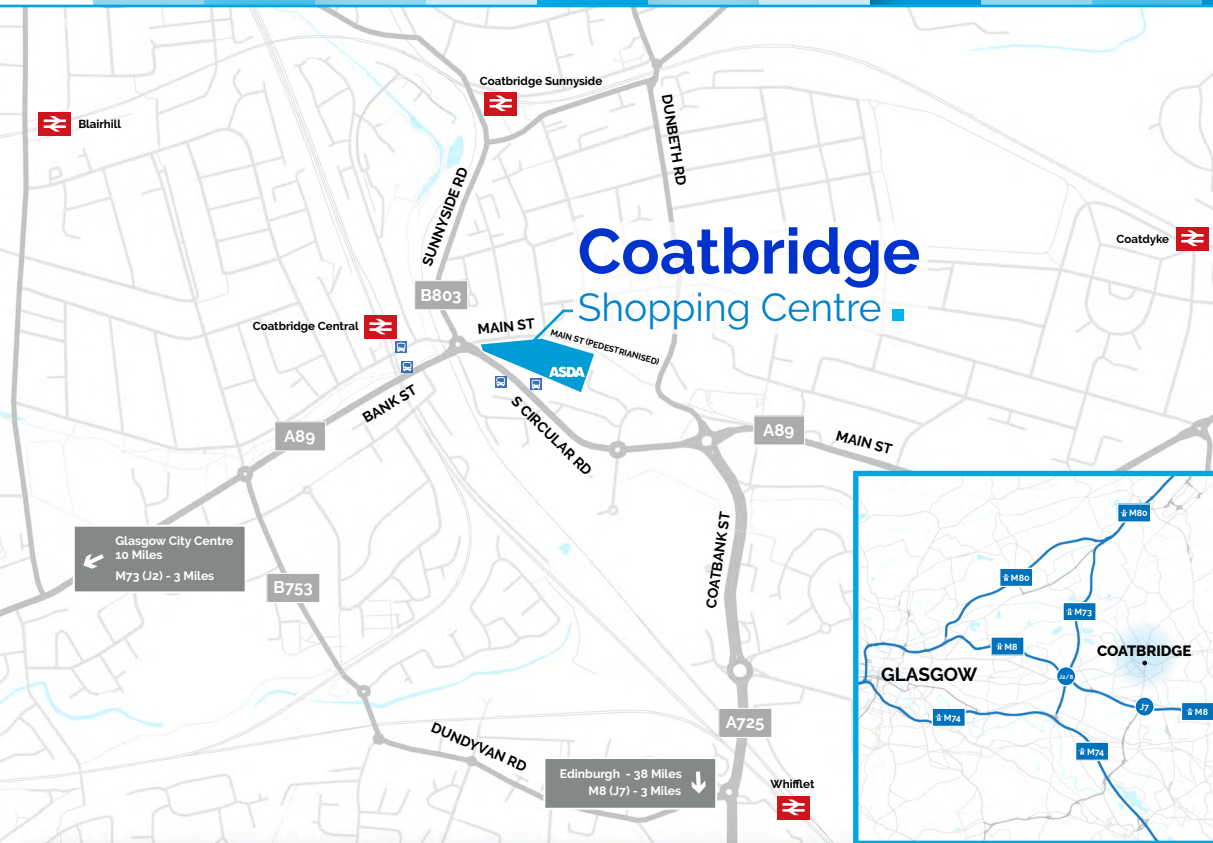 Coatbridge Sunnyside
Blairhill
DUNBETH RD
SUNNYSIDE RD
Coatbridge
Shopping Centre
Coatdyke
B803
Coatbridge Central
MAIN ST
MAIN ST (PEDESTRIANISED)
ASDA
BANK ST
S CIRCULAR RD
A89
A89
MAIN ST
Glasgow City Centre
10 Miles
M73 (J2) - 3 Miles
B753
COATBANK ST
A725
DUNDYVAN RD
Edinburgh - 38 Miles
M8 (J7) - 3 Miles
Whifflet
M80
M80
M73
M8
COATBRIDGE
GLASGOW
J2/8
J7
M8
M74
M74